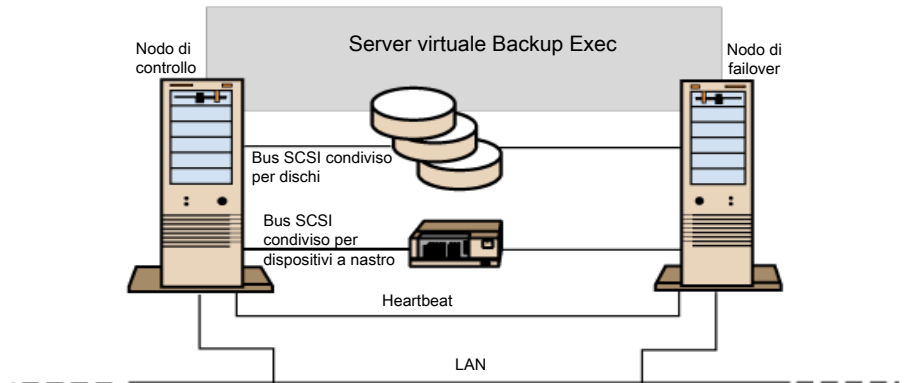 Server virtuale Backup Exec
Nodo di
controllo
Nodo di
failover
Bus SCSI condiviso
per dischi
Bus SCSI
condiviso per
dispositivi a nastro
Heartbeat
LAN